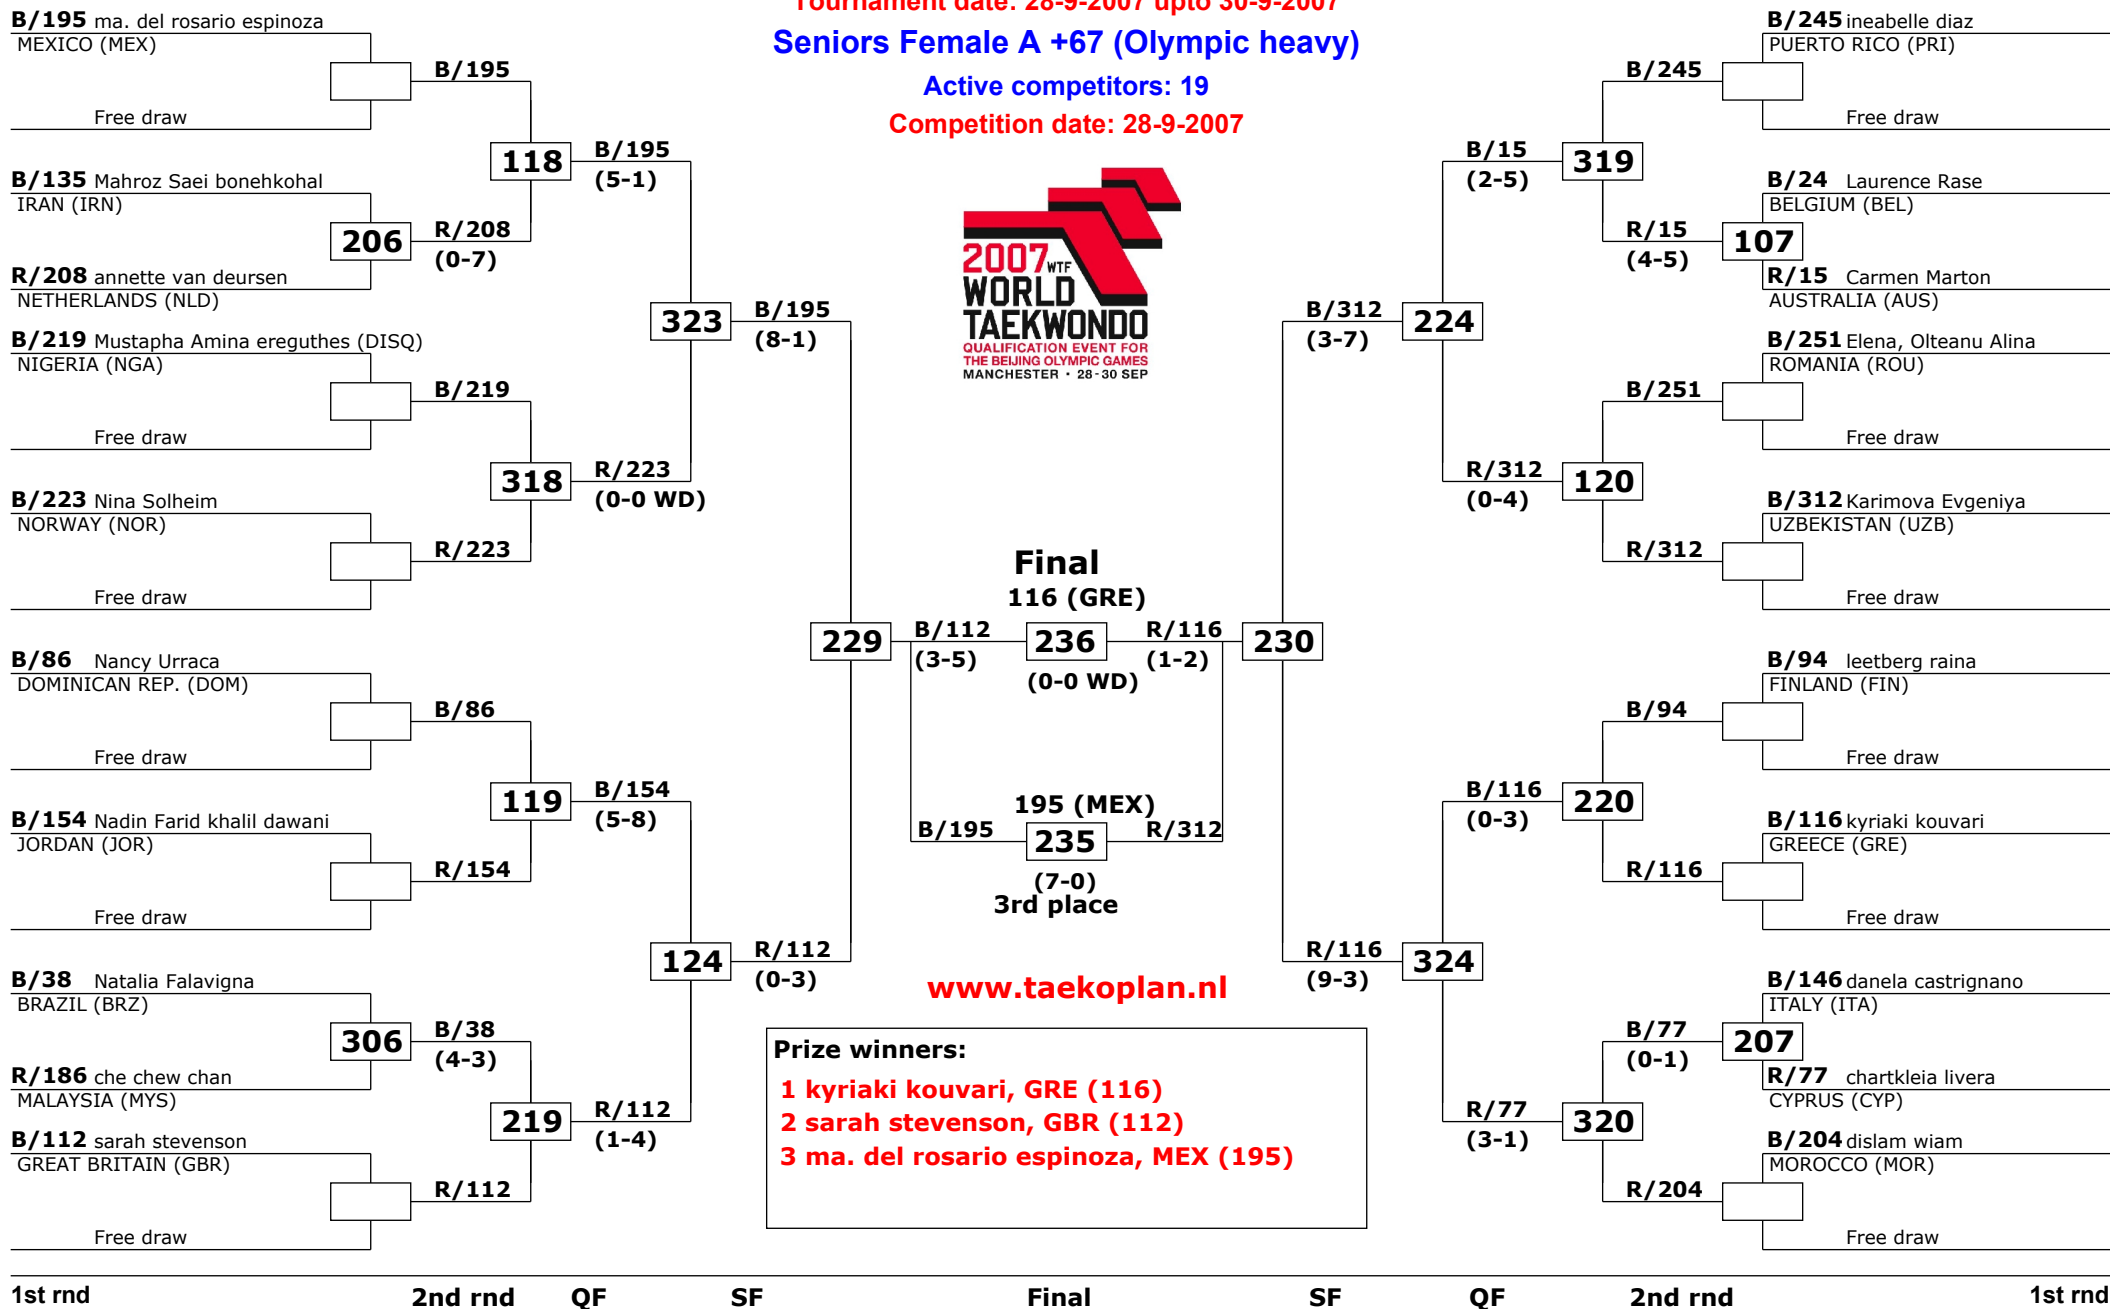 Tournament date: 28-9-2007 upto 30-9-2007
Seniors Female A +67 (Olympic heavy)
Active competitors: 19
Competition date: 28-9-2007
2007 WTF
WORLD
TAEKWONDO
QUALIFICATION EVENT FOR
THE BEIJING OLYMPIC GAMES
MANCHESTER • 28-30 SEP
B/195 ma. del rosario espinoza
MEXICO (MEX)
B/195
Free draw
118
B/195
(5-1)
B/135 Mahroz Saei bonehkohal
IRAN (IRN)
206
R/208
(0-7)
R/208 annette van deursen
NETHERLANDS (NLD)
323
B/195
(8-1)
B/219 Mustapha Amina ereguthes (DISQ)
NIGERIA (NGA)
B/219
Free draw
318
R/223
(0-0 WD)
B/223 Nina Solheim
NORWAY (NOR)
R/223
Free draw
B/86 Nancy Urraca
DOMINICAN REP. (DOM)
B/86
Free draw
119
B/154
(5-8)
B/154 Nadin Farid khalil dawani
JORDAN (JOR)
R/154
Free draw
124
R/112
(0-3)
B/38 Natalia Falavigna
BRAZIL (BRZ)
306
B/38
(4-3)
R/186 che chew chan
MALAYSIA (MYS)
219
R/112
(1-4)
B/112 sarah stevenson
GREAT BRITAIN (GBR)
R/112
Free draw
Final
116 (GRE)
229
B/112
(3-5)
236
(0-0 WD)
R/116
(1-2)
230
195 (MEX)
B/195
235
R/312
(7-0)
3rd place
www.taekoplan.nl
Prize winners:
1 kyriaki kouvari, GRE (116)
2 sarah stevenson, GBR (112)
3 ma. del rosario espinoza, MEX (195)
B/245 ineabelle diaz
PUERTO RICO (PRI)
B/245
Free draw
B/15
(2-5)
319
B/24 Laurence Rase
BELGIUM (BEL)
R/15
(4-5)
107
R/15 Carmen Marton
AUSTRALIA (AUS)
B/312
(3-7)
224
B/251 Elena, Olteanu Alina
ROMANIA (ROU)
B/251
Free draw
R/312
(0-4)
120
B/312 Karimova Evgeniya
UZBEKISTAN (UZB)
R/312
Free draw
B/94 leetberg raina
FINLAND (FIN)
B/94
Free draw
B/116
(0-3)
220
B/116 kyriaki kouvari
GREECE (GRE)
R/116
Free draw
R/116
(9-3)
324
B/146 danela castrignano
ITALY (ITA)
B/77
(0-1)
207
R/77 chartkleia livera
CYPRUS (CYP)
R/77
(3-1)
320
B/204 dislam wiam
MOROCCO (MOR)
R/204
Free draw
1st rnd 2nd rnd QF SF Final SF QF 2nd rnd 1st rnd